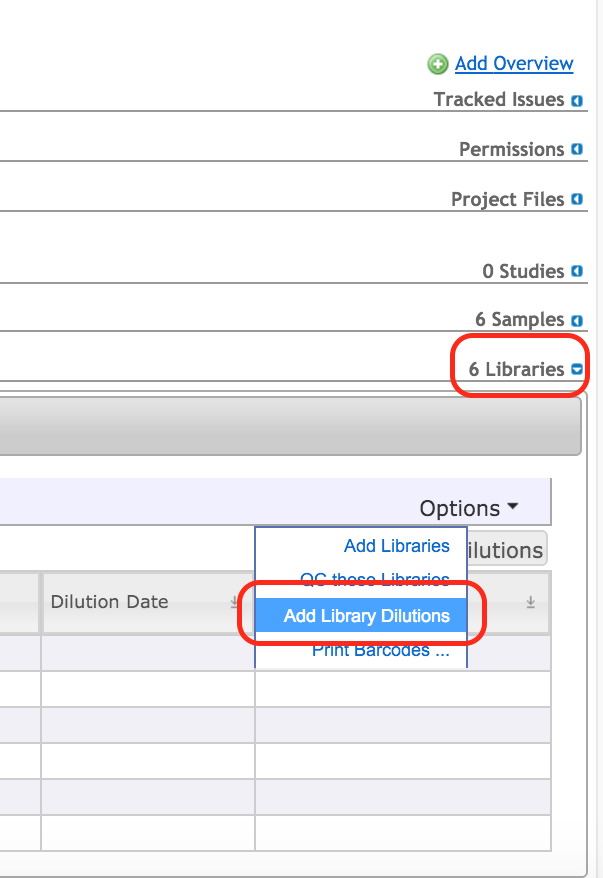 Add Overview
Tracked Issues
Permissions
Project Files
0 Studies
6 Samples
6 Libraries
Options
Add Libraries
ilutions
QC these Libraries
Dilution Date
Add Library Dilutions
Print Barcodes ...